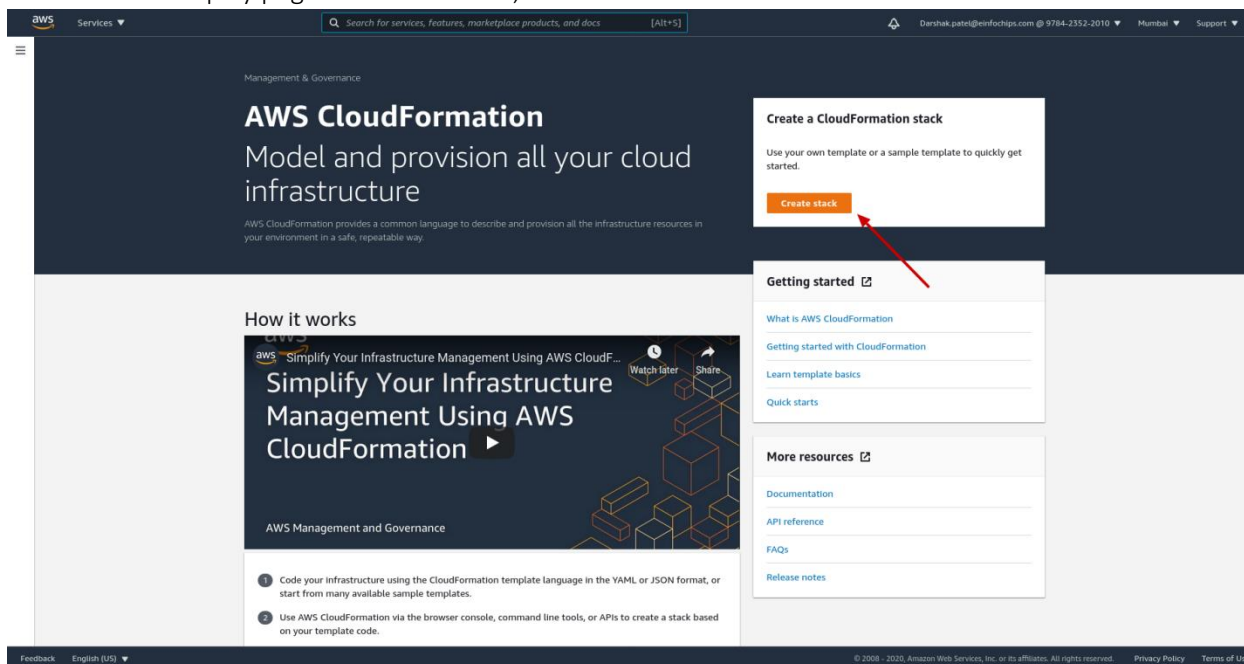 aws
Services ▼
Search for services, features, marketplace products, and docs
[Alt+S]
Darshak.patel@einfochips.com @ 9784-2352-2010 ▼
Mumbai ▼
Support ▼
Management & Governance
AWS CloudFormation
Model and provision all your cloud
infrastructure
AWS CloudFormation provides a common language to describe and provision all the infrastructure resources in
your environment in a safe, repeatable way.
Create a CloudFormation stack
Use your own template or a sample template to quickly get
started.
Create stack
Getting started
What is AWS CloudFormation
Getting started with CloudFormation
Learn template basics
Quick starts
More resources
Documentation
API reference
FAQs
Release notes
How it works
aws
aws
Simplify Your Infrastructure Management Using AWS CloudF...
Watch later
Share
Simplify Your Infrastructure
Management Using AWS
CloudFormation
AWS Management and Governance
1 Code your infrastructure using the CloudFormation template language in the YAML or JSON format, or
start from many available sample templates.
2 Use AWS CloudFormation via the browser console, command line tools, or APIs to create a stack based
on your template code.
Feedback
English (US) ▼
© 2008 - 2020, Amazon Web Services, Inc. or its affiliates. All rights reserved.
Privacy Policy
Terms of Us